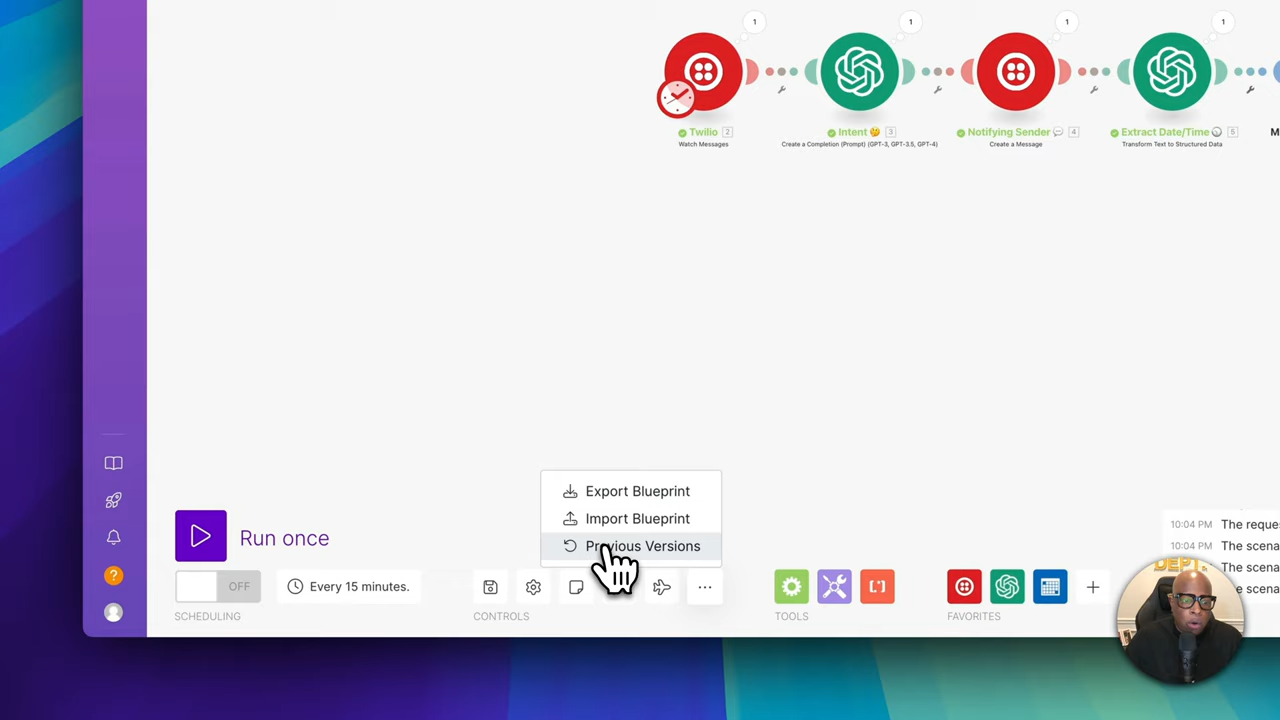 1
1
1
1
Twilio 2
Watch Messages
Intent 🤔 3
Create a Completion (Prompt) (GPT-3, GPT-3.5, GPT-4)
Notifying Sender 💬 4
Create a Message
Extract Date/Time 🕥 5
Transform Text to Structured Data
M
Export Blueprint
Import Blueprint
Previous Versions
Run once
OFF
Every 15 minutes.
SCHEDULING
CONTROLS
TOOLS
FAVORITES
10:04 PM The reque
10:04 PM The scena
The scena
e scena
DEPT
?